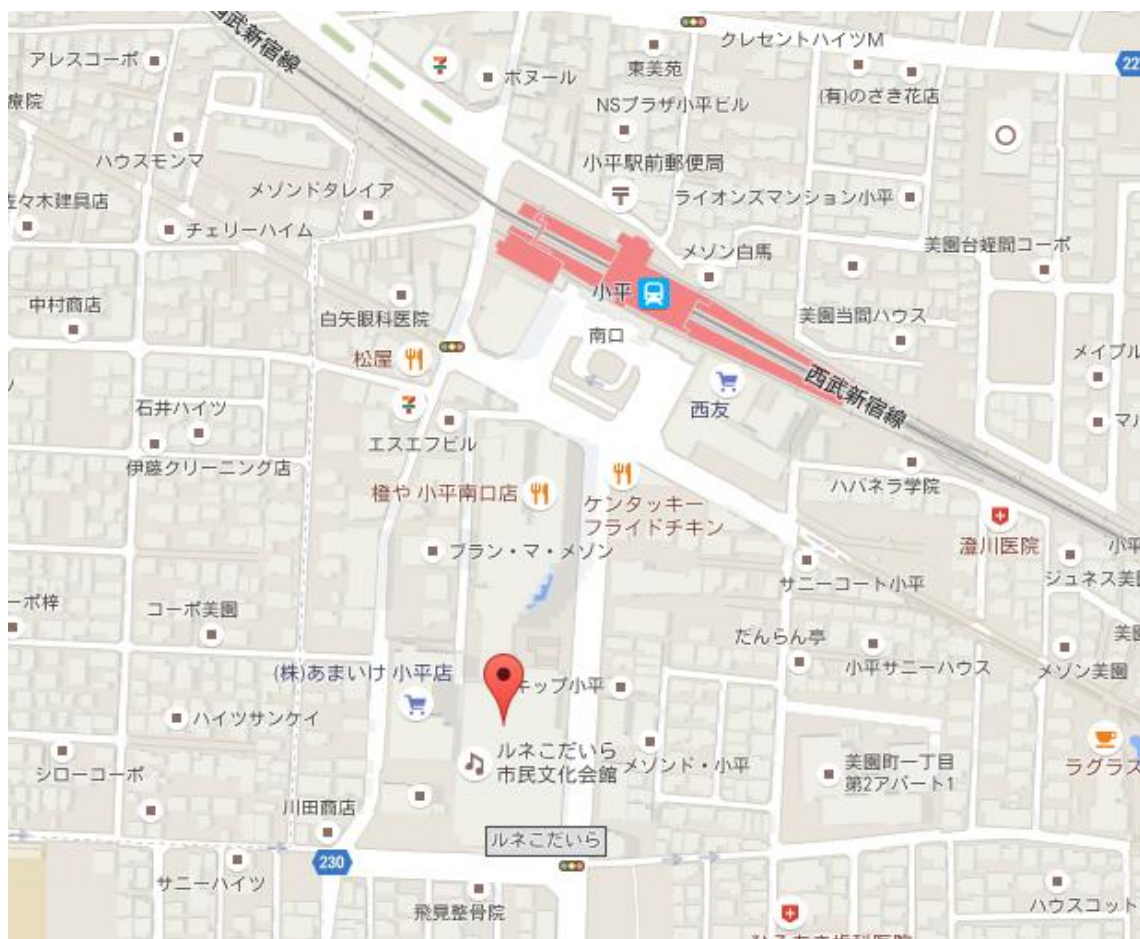 西武新宿線
クレセントハイツM
アレスコーポ
ボヌール
東美苑
22
療院
NSプラザ小平ビル
(有)のざき花店
ハウスモンマ
小平駅前郵便局
メゾンドタレイア
ライオンズマンション小平
佐々木建具店
チェリーハイム
メゾン白馬
美園台蛭間コーポ
小平
中村商店
白矢眼科医院
南口
美園当間ハウス
松屋
メイプル
西武新宿線
西友
石井ハイツ
エスエフビル
マル
伊藤クリーニング店
ハバネラ学院
橙や 小平南口店
ケンタッキー
フライドチキン
澄川医院
小平
ブラン・マ・メゾン
サニーコート小平
ジュネス美
ーポ梓
コーポ美園
だんらん亭
美園
(株)あまいけ 小平店
キップ小平
小平サニーハウス
メゾン美園
ハイツサンケイ
ルネこだいら
市民文化会館
メゾンド・小平
美園町一丁目
第2アパート1
ラグラス
シローコーポ
川田商店
ルネこだいら
230
サニーハイツ
飛見整骨院
ハウスコット